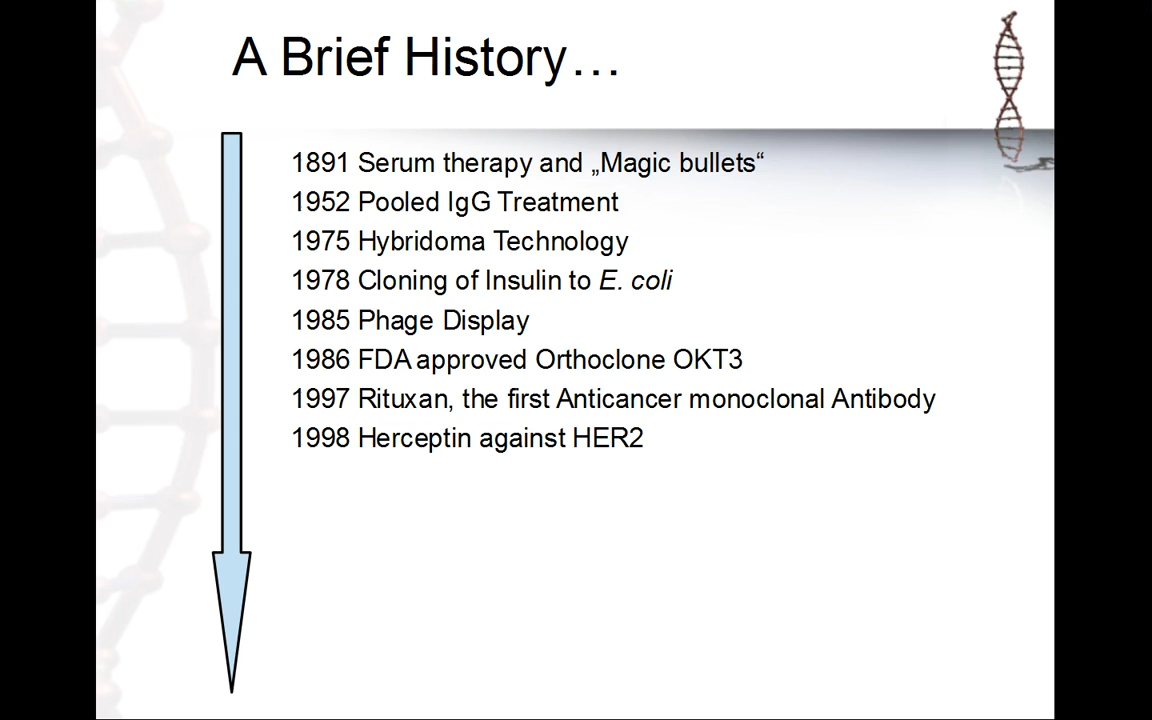 A Brief History…
1891 Serum therapy and „Magic bullets“
1952 Pooled IgG Treatment
1975 Hybridoma Technology
1978 Cloning of Insulin to E. coli
1985 Phage Display
1986 FDA approved Orthoclone OKT3
1997 Rituxan, the first Anticancer monoclonal Antibody
1998 Herceptin against HER2